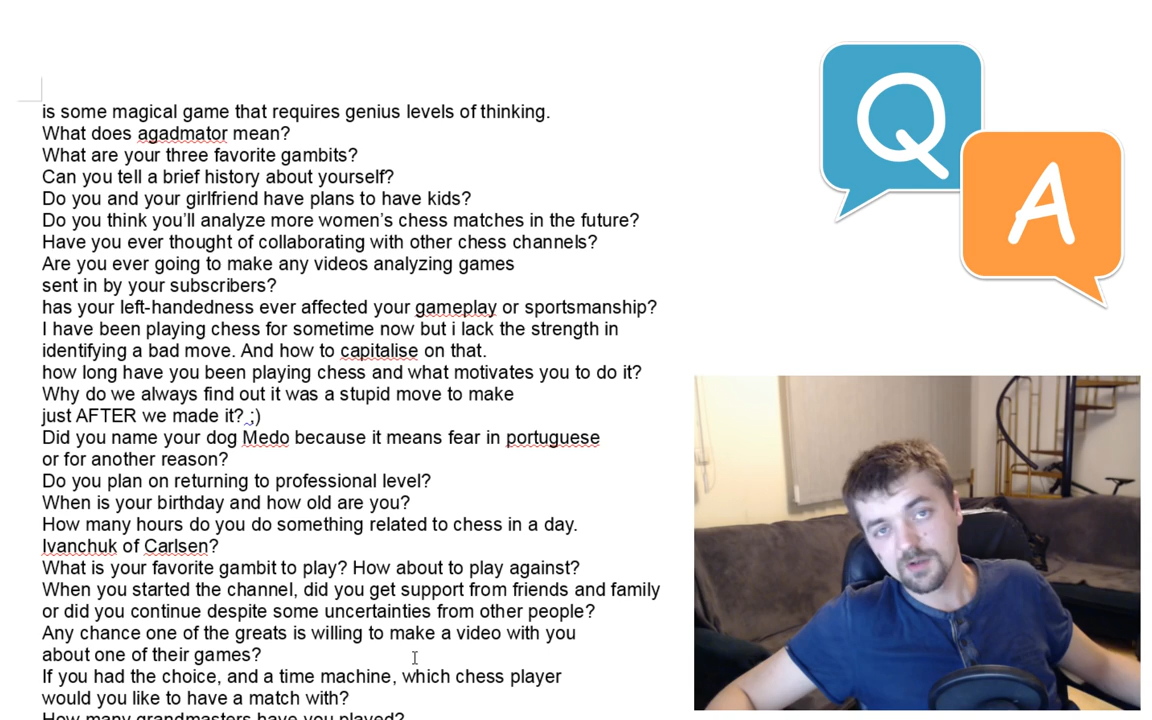 is some magical game that requires genius levels of thinking.
What does agadmator mean?
What are your three favorite gambits?
Can you tell a brief history about yourself?
Do you and your girlfriend have plans to have kids?
Do you think you’ll analyze more women’s chess matches in the future?
Have you ever thought of collaborating with other chess channels?
Are you ever going to make any videos analyzing games
sent in by your subscribers?
has your left-handedness ever affected your gameplay or sportsmanship?
I have been playing chess for sometime now but i lack the strength in
identifying a bad move. And how to capitalise on that.
how long have you been playing chess and what motivates you to do it?
Why do we always find out it was a stupid move to make
just AFTER we made it? ;)
Did you name your dog Medo because it means fear in portuguese
or for another reason?
Do you plan on returning to professional level?
When is your birthday and how old are you?
How many hours do you do something related to chess in a day.
Ivanchuk of Carlsen?
What is your favorite gambit to play? How about to play against?
When you started the channel, did you get support from friends and family
or did you continue despite some uncertainties from other people?
Any chance one of the greats is willing to make a video with you
about one of their games?
If you had the choice, and a time machine, which chess player
would you like to have a match with?
How many grandmasters have you played?
Q
A